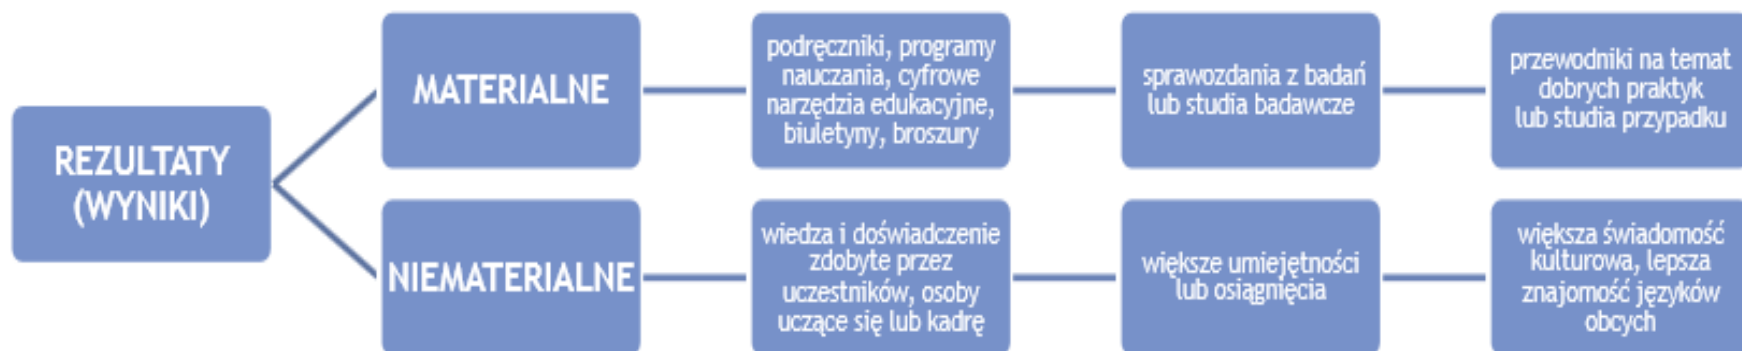 REZULTATY
(WYNIKI)
MATERIALNE
podręczniki, programy
nauczania, cyfrowe
narzędzia edukacyjne,
biuletyny, broszury
sprawozdania z badań
lub studia badawcze
przewodniki na temat
dobrych praktyk
lub studia przypadku
NIEMATERIALNE
wiedza i doświadczenie
zdobyte przez
uczestników, osoby
uczące się lub kadrę
większe umiejętności
lub osiągnięcia
większa świadomość
kulturowa, lepsza
znajomość języków
obcych